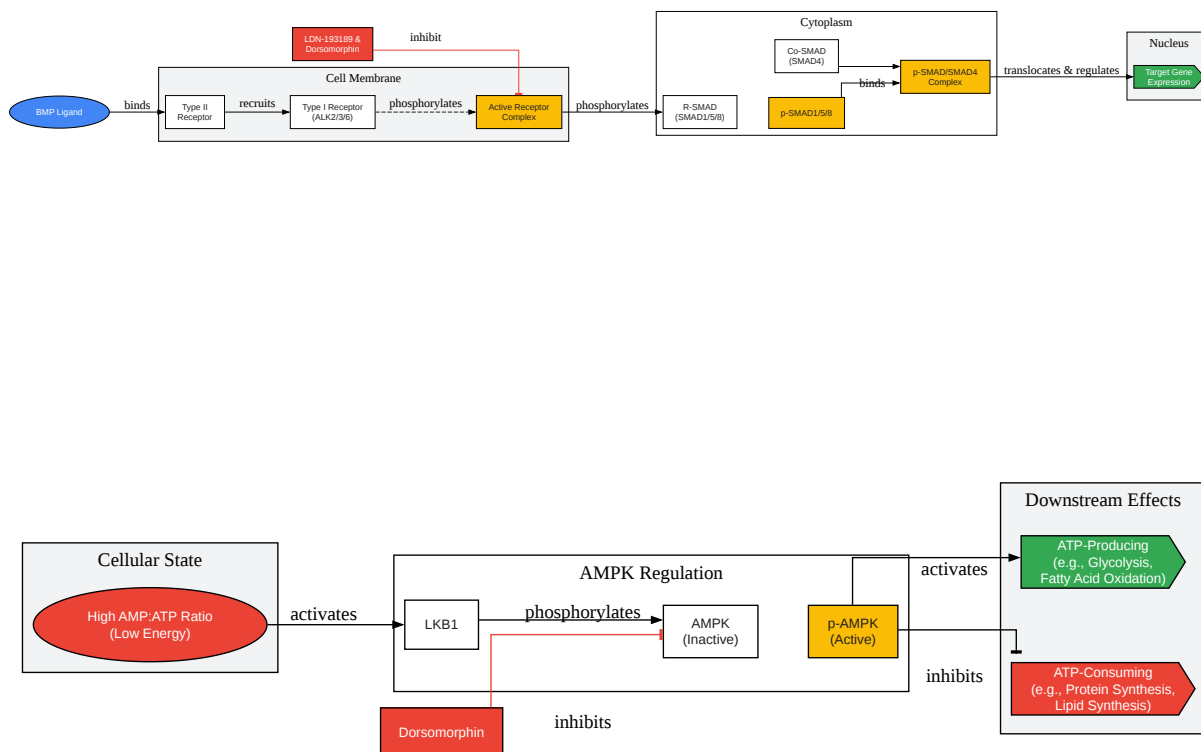 Cytoplasm
LDN-193189 &
Dorsomorphin
inhibit
Co-SMAD
(SMAD4)
Nucleus
Cell Membrane
p-SMAD/SMAD4
Complex
translocates & regulates
Target Gene
Expression
binds
BMP Ligand
binds
Type II
Receptor
recruits
Type I Receptor
(ALK2/3/6)
phosphorylates
Active Receptor
Complex
phosphorylates
R-SMAD
(SMAD1/5/8)
p-SMAD1/5/8
Downstream Effects
Cellular State
AMPK Regulation
ATP-Producing
(e.g., Glycolysis,
Fatty Acid Oxidation)
activates
High AMP:ATP Ratio
(Low Energy)
activates
LKB1
phosphorylates
AMPK
(Inactive)
p-AMPK
(Active)
inhibits
ATP-Consuming
(e.g., Protein Synthesis,
Lipid Synthesis)
Dorsomorphin
inhibits